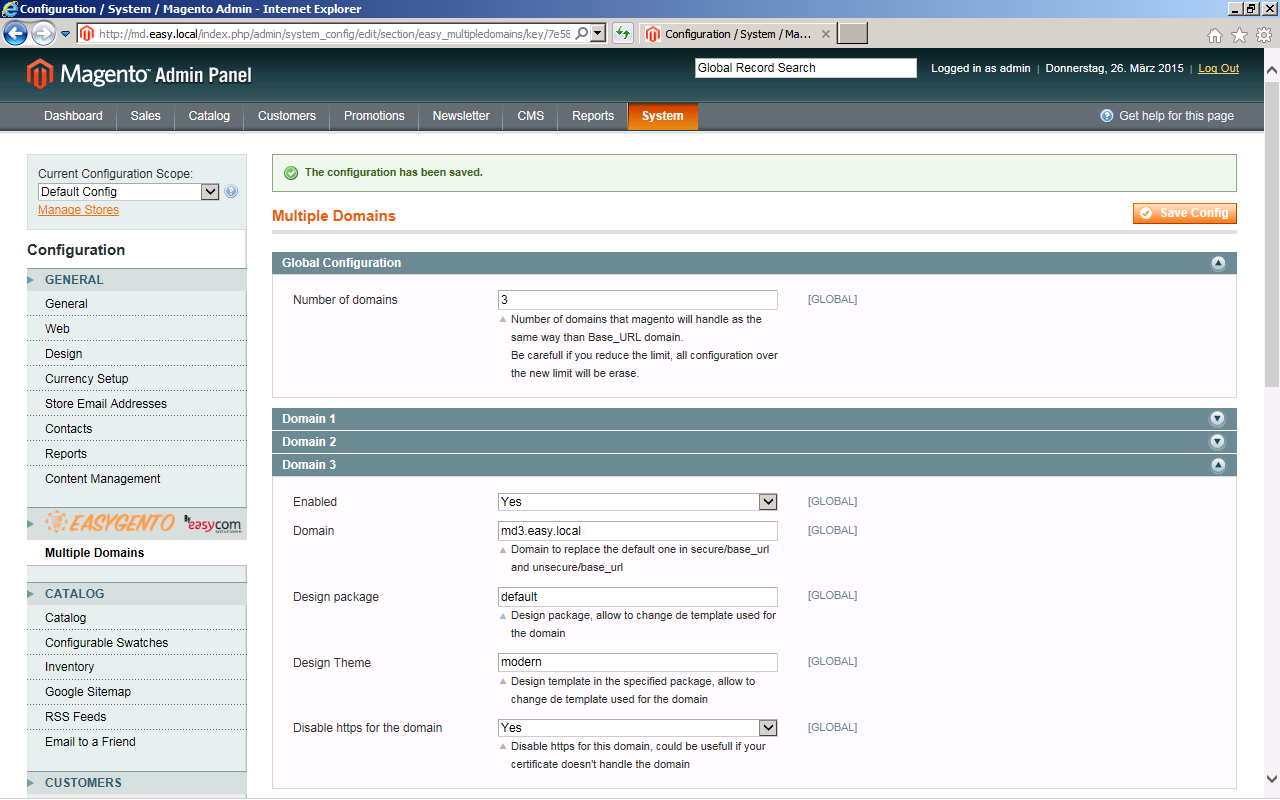 Configuration / System / Magento Admin - Internet Explorer
http://md.easy.local/index.php/admin/system_config/edit/section/easy_multipledomains/key/7e58
Configuration / System / Ma...
Magento Admin Panel
Global Record Search
Logged in as admin | Donnerstag, 26. März 2015 | Log Out
Dashboard
Sales
Catalog
Customers
Promotions
Newsletter
CMS
Reports
System
Get help for this page
Current Configuration Scope:
Default Config
Manage Stores
Configuration
GENERAL
General
Web
Design
Currency Setup
Store Email Addresses
Contacts
Reports
Content Management
EASYGENTO
easycom
Multiple Domains
CATALOG
Catalog
Configurable Swatches
Inventory
Google Sitemap
RSS Feeds
Email to a Friend
CUSTOMERS
The configuration has been saved.
Multiple Domains
Save Config
Global Configuration
Number of domains
3
[GLOBAL]
Number of domains that magento will handle as the
same way than Base_URL domain.
Be carefull if you reduce the limit, all configuration over
the new limit will be erase.
Domain 1
Domain 2
Domain 3
Enabled
Yes
[GLOBAL]
Domain
md3.easy.local
[GLOBAL]
Domain to replace the default one in secure/base_url
and unsecure/base_url
Design package
default
[GLOBAL]
Design package, allow to change de template used for
the domain
Design Theme
modern
[GLOBAL]
Design template in the specified package, allow to
change de template used for the domain
Disable https for the domain
Yes
[GLOBAL]
Disable https for this domain, could be usefull if your
certificate doesn't handle the domain